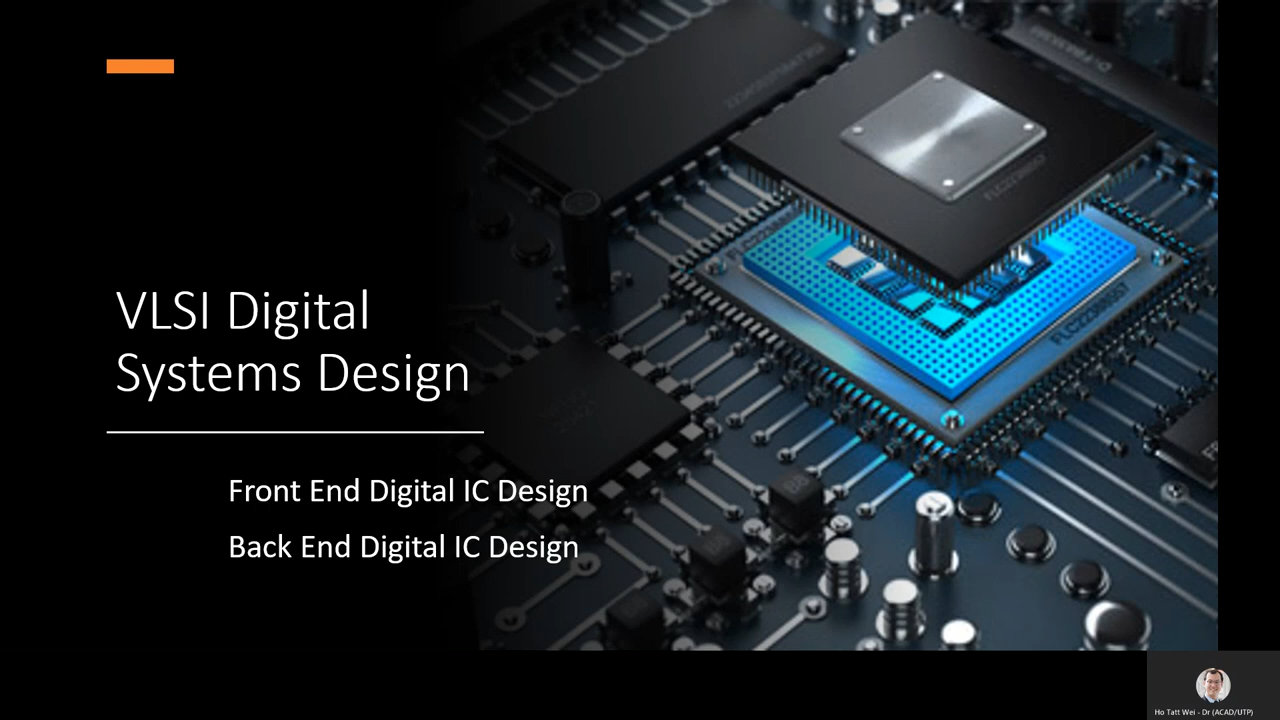 VLSI Digital
Systems Design
Front End Digital IC Design
Back End Digital IC Design
Ho Tatt Wei - Dr (ACAD/UTP)